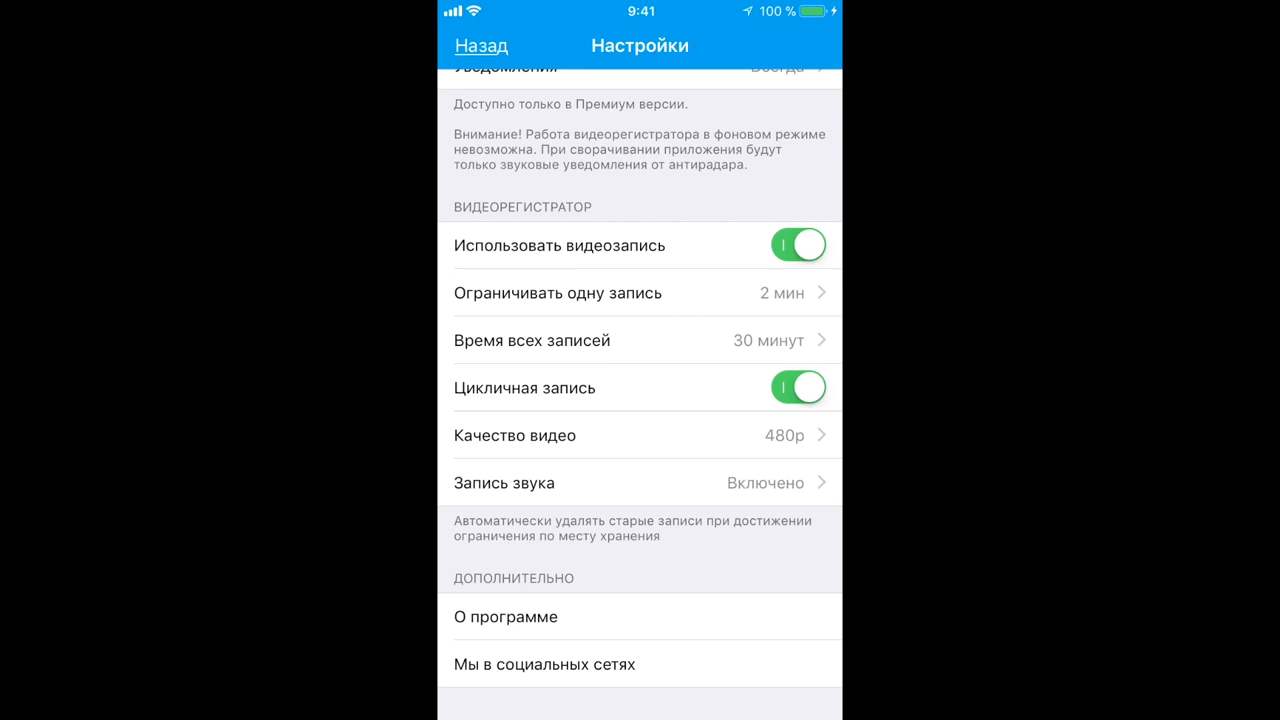 9:41
100 %
Назад
Настройки
Уведомления
Всегда
Доступно только в Премиум версии.
Внимание! Работа видеорегистратора в фоновом режиме
невозможна. При сворачивании приложения будут
только звуковые уведомления от антирадара.
ВИДЕОРЕГИСТРАТОР
Использовать видеозапись
Ограничивать одну запись
2 мин
Время всех записей
30 минут
Цикличная запись
Качество видео
480p
Запись звука
Включено
Автоматически удалять старые записи при достижении
ограничения по месту хранения
ДОПОЛНИТЕЛЬНО
О программе
Мы в социальных сетях